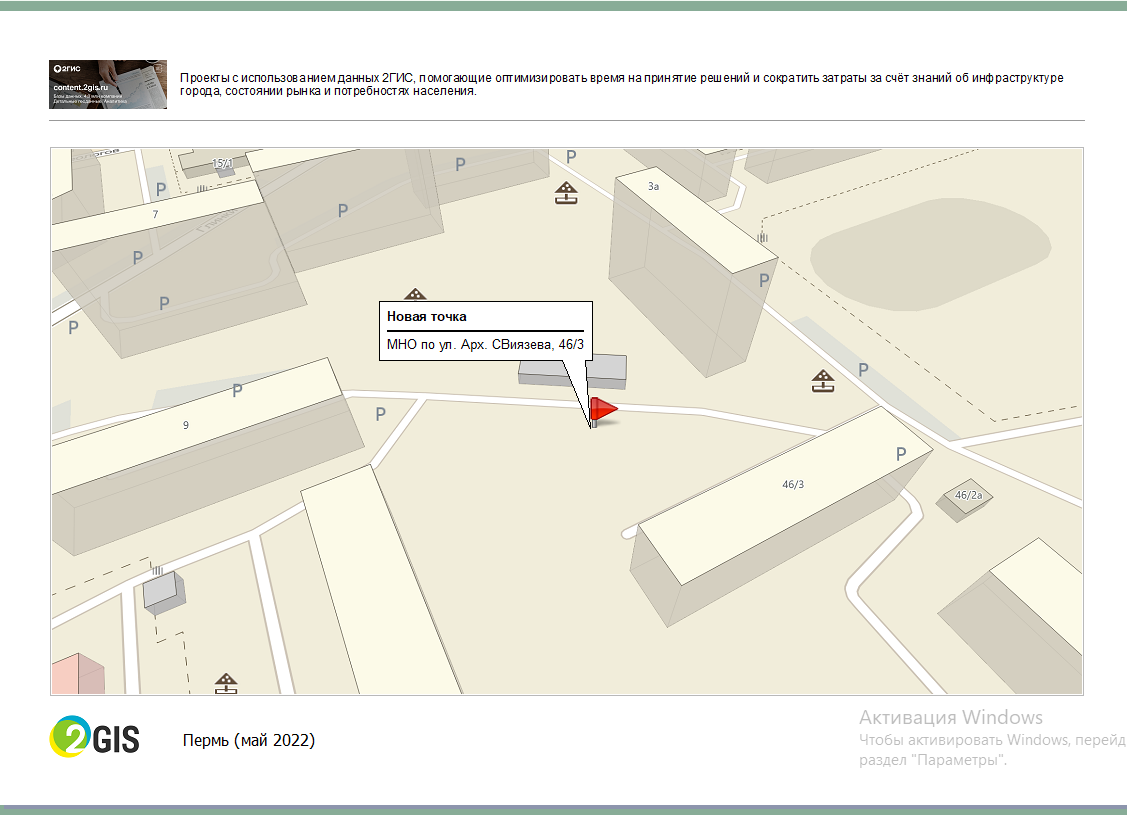 2ГИС
content.2gis.ru
Проекты с использованием данных 2ГИС, помогающие оптимизировать время на принятие решений и сократить затраты за счёт знаний об инфраструктуре
города, состоянии рынка и потребностях населения.
15/1
P
P
P
3а
P
7
P
P
P
P
P
Новая точка
МНО по ул. Арх. СВиязева, 46/3
P
P
P
9
P
46/3
46/2а
2GIS
Пермь (май 2022)
Активация Windows
Чтобы активировать Windows, перейд
раздел "Параметры".